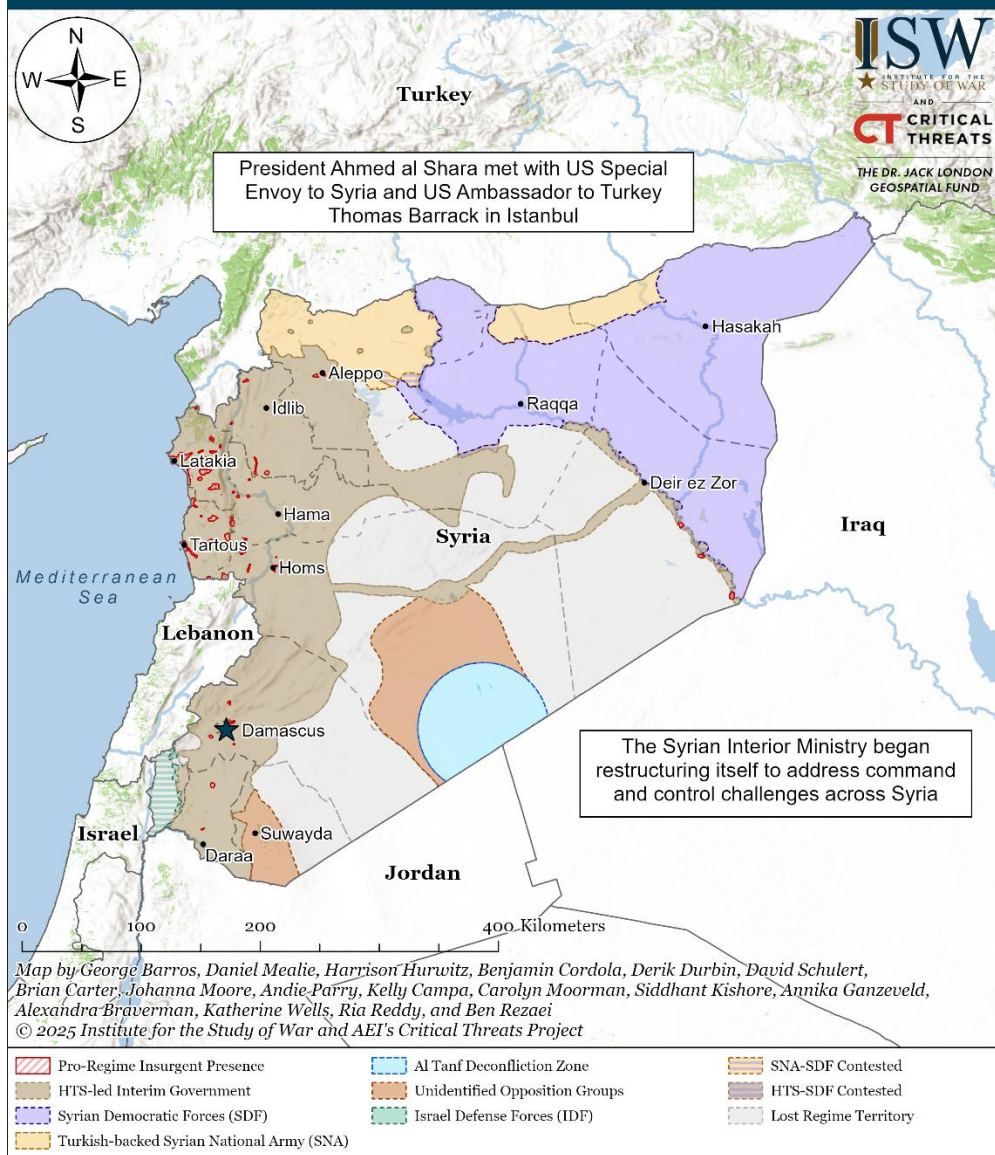 N
W
E
S
ISW
INSTITUTE FOR THE
STUDY OF WAR
AND
CT CRITICAL
THREATS
THE DR. JACK LONDON
GEOSPATIAL FUND
Turkey
President Ahmed al Shara met with US Special
Envoy to Syria and US Ambassador to Turkey
Thomas Barrack in Istanbul
Hasakah
Aleppo
Idlib
Raqqa
Latakia
Deir ez Zor
Hama
Syria
Iraq
Tartous
Homs
Mediterranean
Sea
Lebanon
Damascus
The Syrian Interior Ministry began
restructuring itself to address command
and control challenges across Syria
Israel
Suwayda
Daraa
Jordan
0 100 200 400 Kilometers
Map by George Barros, Daniel Mealie, Harrison Hurwitz, Benjamin Cordola, Derik Durbin, David Schulert,
Brian Carter, Johanna Moore, Andie Parry, Kelly Campa, Carolyn Moorman, Siddhant Kishore, Annika Ganzeveld,
Alexandra Braverman, Katherine Wells, Ria Reddy, and Ben Rezaei
© 2025 Institute for the Study of War and AEI's Critical Threats Project
Pro-Regime Insurgent Presence
HTS-led Interim Government
Syrian Democratic Forces (SDF)
Turkish-backed Syrian National Army (SNA)
Al Tanf Deconfliction Zone
Unidentified Opposition Groups
Israel Defense Forces (IDF)
SNA-SDF Contested
HTS-SDF Contested
Lost Regime Territory